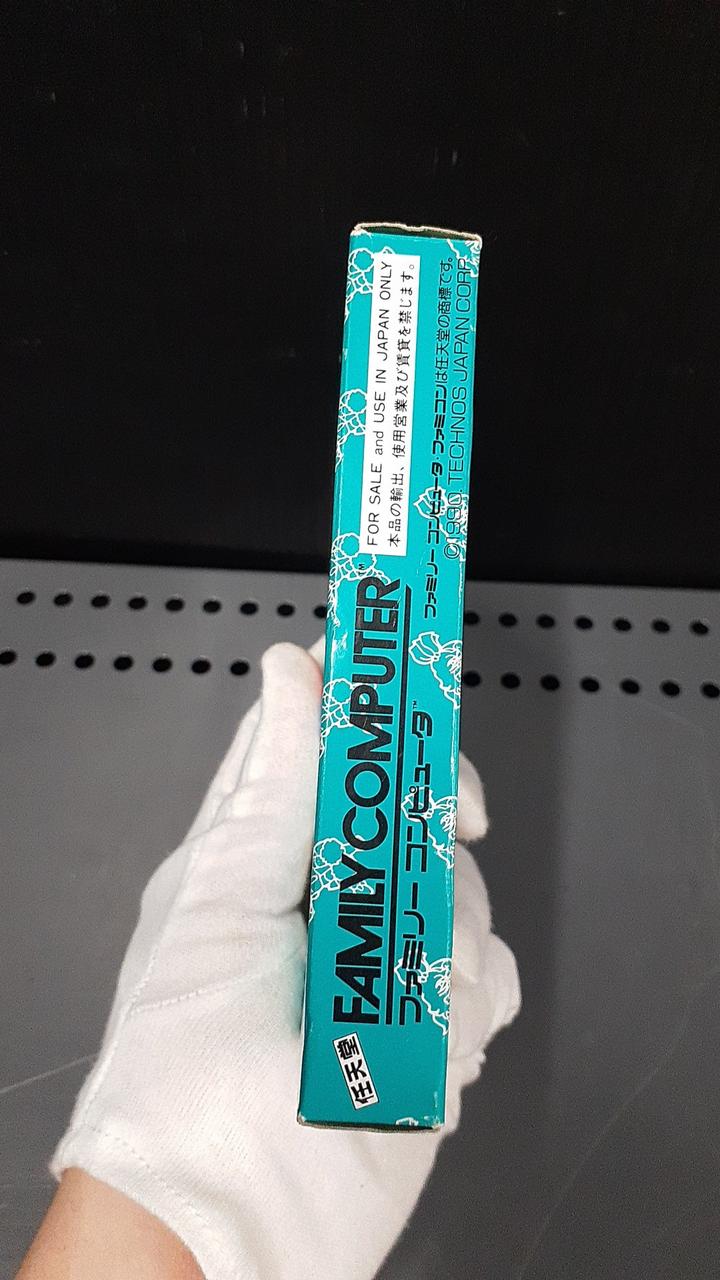 任天堂
FAMILY COMPUTER™
ファミリー コンピュータ™
FOR SALE and USE IN JAPAN ONLY
本品の輸出、使用営業及び賃貸を禁じます。
ファミリー コンピュータ・ファミコンは任天堂の商標です。
©1990 TECHNOS JAPAN CORP.